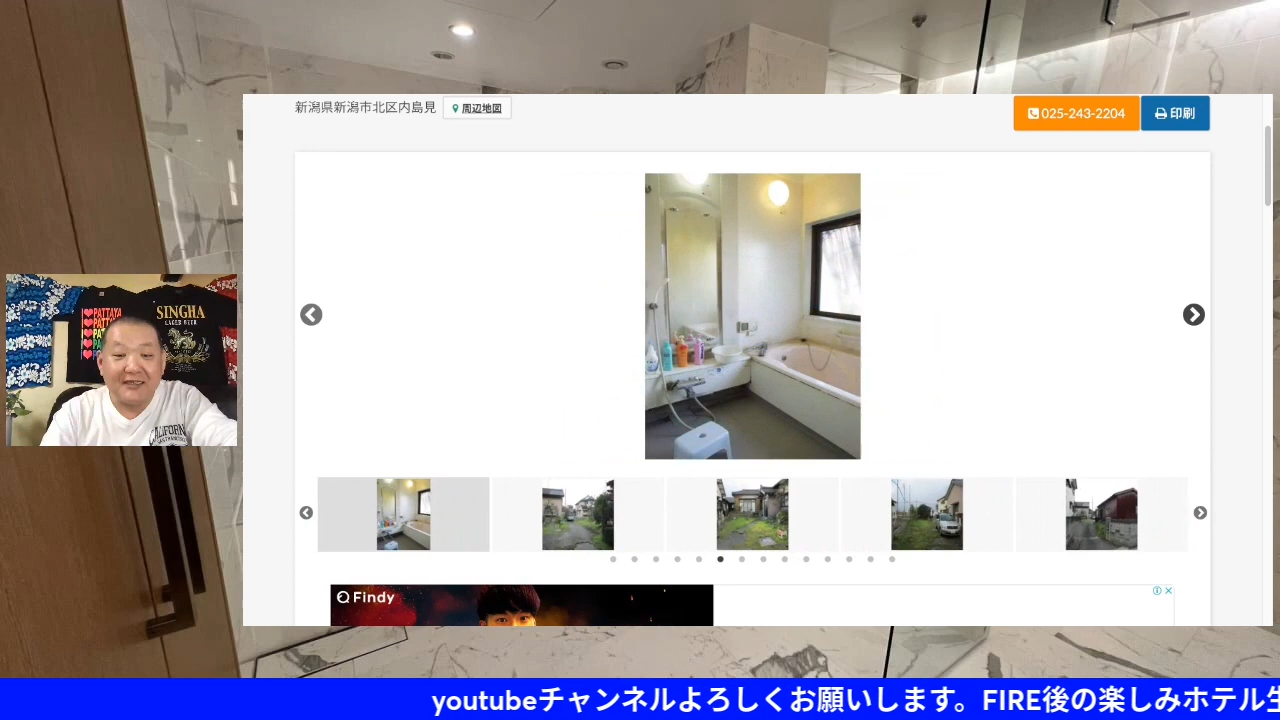 新潟県新潟市北区内島見
周辺地図
025-243-2204
印刷
PATTAYA
SINGHA
LAGER BEER
CALIFORN
Findy
youtubeチャンネルよろしくお願いします。FIRE後の楽しみホテル生